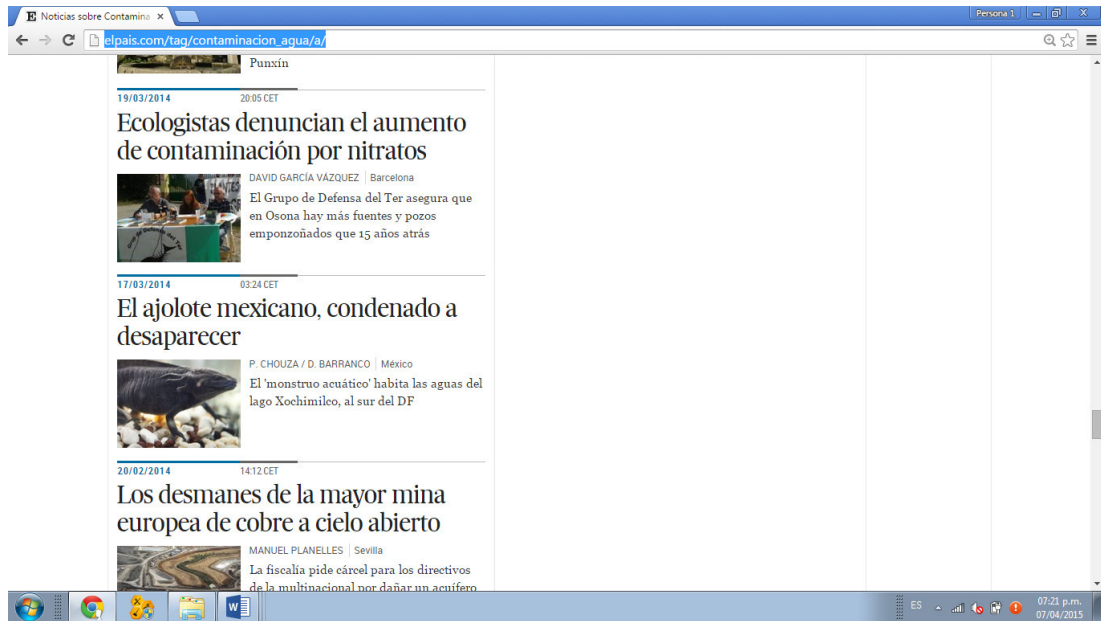 Noticias sobre Contamina
Persona 1
elpais.com/tag/contaminacion_agua/a/
Punxín
19/03/2014 20:05 CET
Ecologistas denuncian el aumento
de contaminación por nitratos
DAVID GARCÍA VÁZQUEZ | Barcelona
El Grupo de Defensa del Ter asegura que
en Osona hay más fuentes y pozos
emponzoñados que 15 años atrás
Grup de Defensa del Ter
17/03/2014 03:24 CET
El ajolote mexicano, condenado a
desaparecer
P. CHOUZA / D. BARRANCO | México
El 'monstruo acuático' habita las aguas del
lago Xochimilco, al sur del DF
20/02/2014 14:12 CET
Los desmanes de la mayor mina
europea de cobre a cielo abierto
MANUEL PLANELLES | Sevilla
La fiscalía pide cárcel para los directivos
de la multinacional por dañar un acuífero
ES
07:21 p.m.
07/04/2015